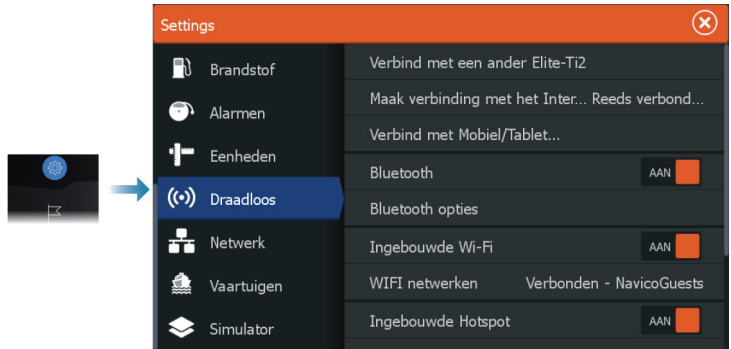 Settings
Brandstof
Alarmen
Eenheden
Draadloos
Netwerk
Vaartuigen
Simulator
Verbind met een ander Elite-Ti2
Maak verbinding met het Inter... Reeds verbond...
Verbind met Mobiel/Tablet...
Bluetooth AAN
Bluetooth opties
Ingebouwde Wi-Fi AAN
WIFI netwerken Verbonden - NavicoGuests
Ingebouwde Hotspot AAN